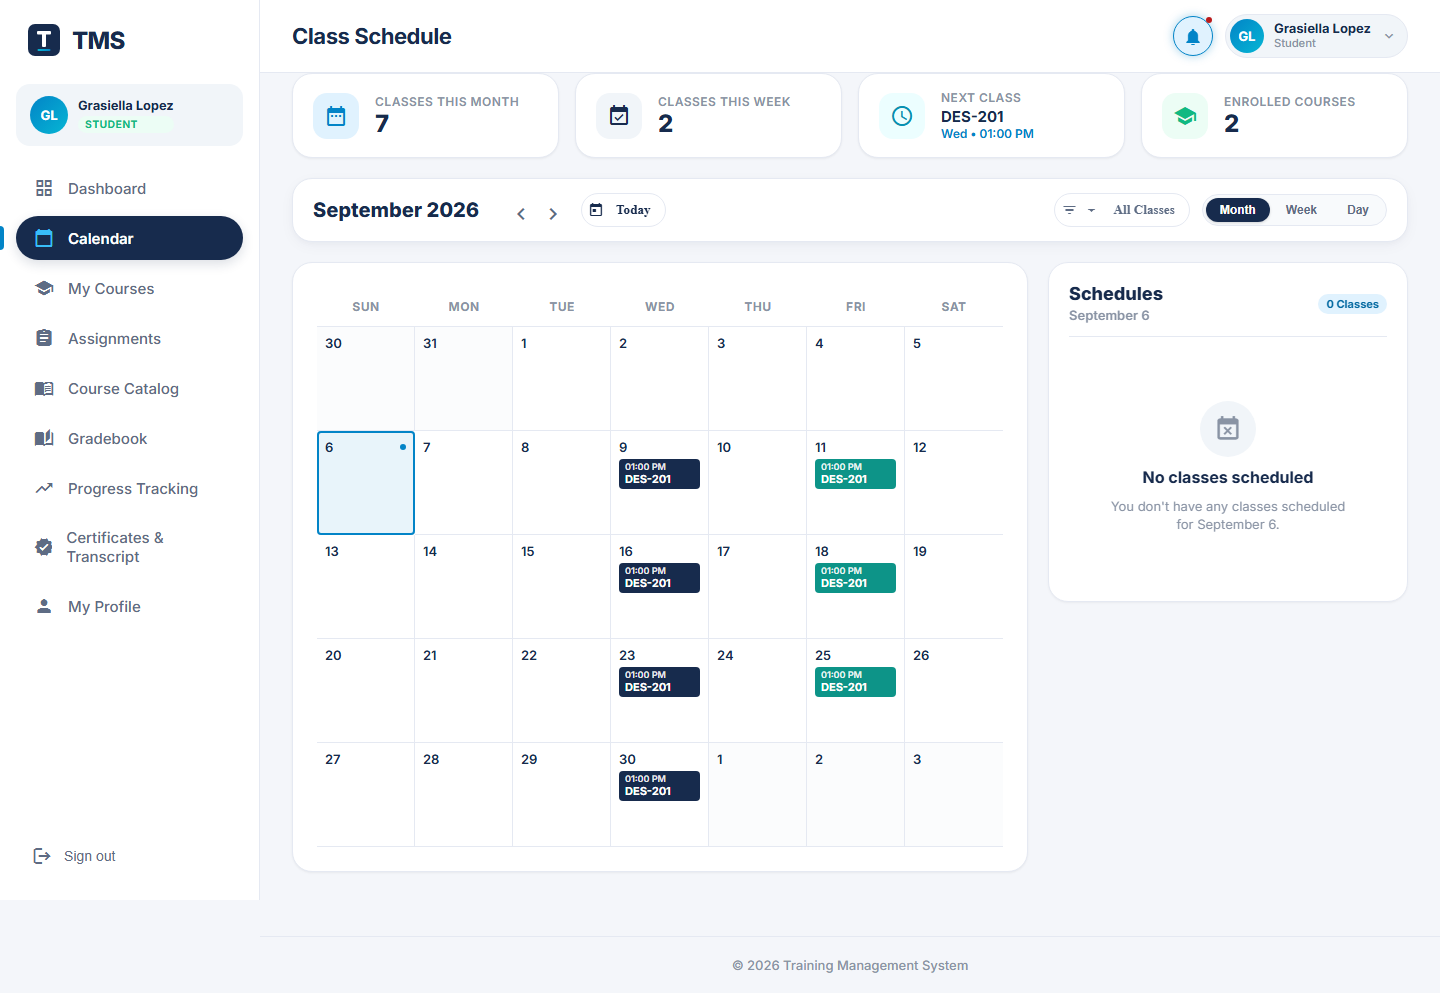 TMS
GL
Grasiella Lopez
STUDENT
Dashboard
Calendar
My Courses
Assignments
Course Catalog
Gradebook
Progress Tracking
Certificates &
Transcript
My Profile
Sign out
Class Schedule
GL
Grasiella Lopez
Student
CLASSES THIS MONTH
7
CLASSES THIS WEEK
2
NEXT CLASS
DES-201
Wed • 01:00 PM
ENROLLED COURSES
2
September 2026
Today
All Classes
Month Week Day
SUN MON TUE WED THU FRI SAT
30 31 1 2 3 4 5
6 7 8 9 10 11 12
01:00 PM 01:00 PM
DES-201 DES-201
13 14 15 16 17 18 19
01:00 PM 01:00 PM
DES-201 DES-201
20 21 22 23 24 25 26
01:00 PM 01:00 PM
DES-201 DES-201
27 28 29 30 1 2 3
01:00 PM
DES-201
Schedules
September 6
0 Classes
No classes scheduled
You don't have any classes scheduled
for September 6.
© 2026 Training Management System